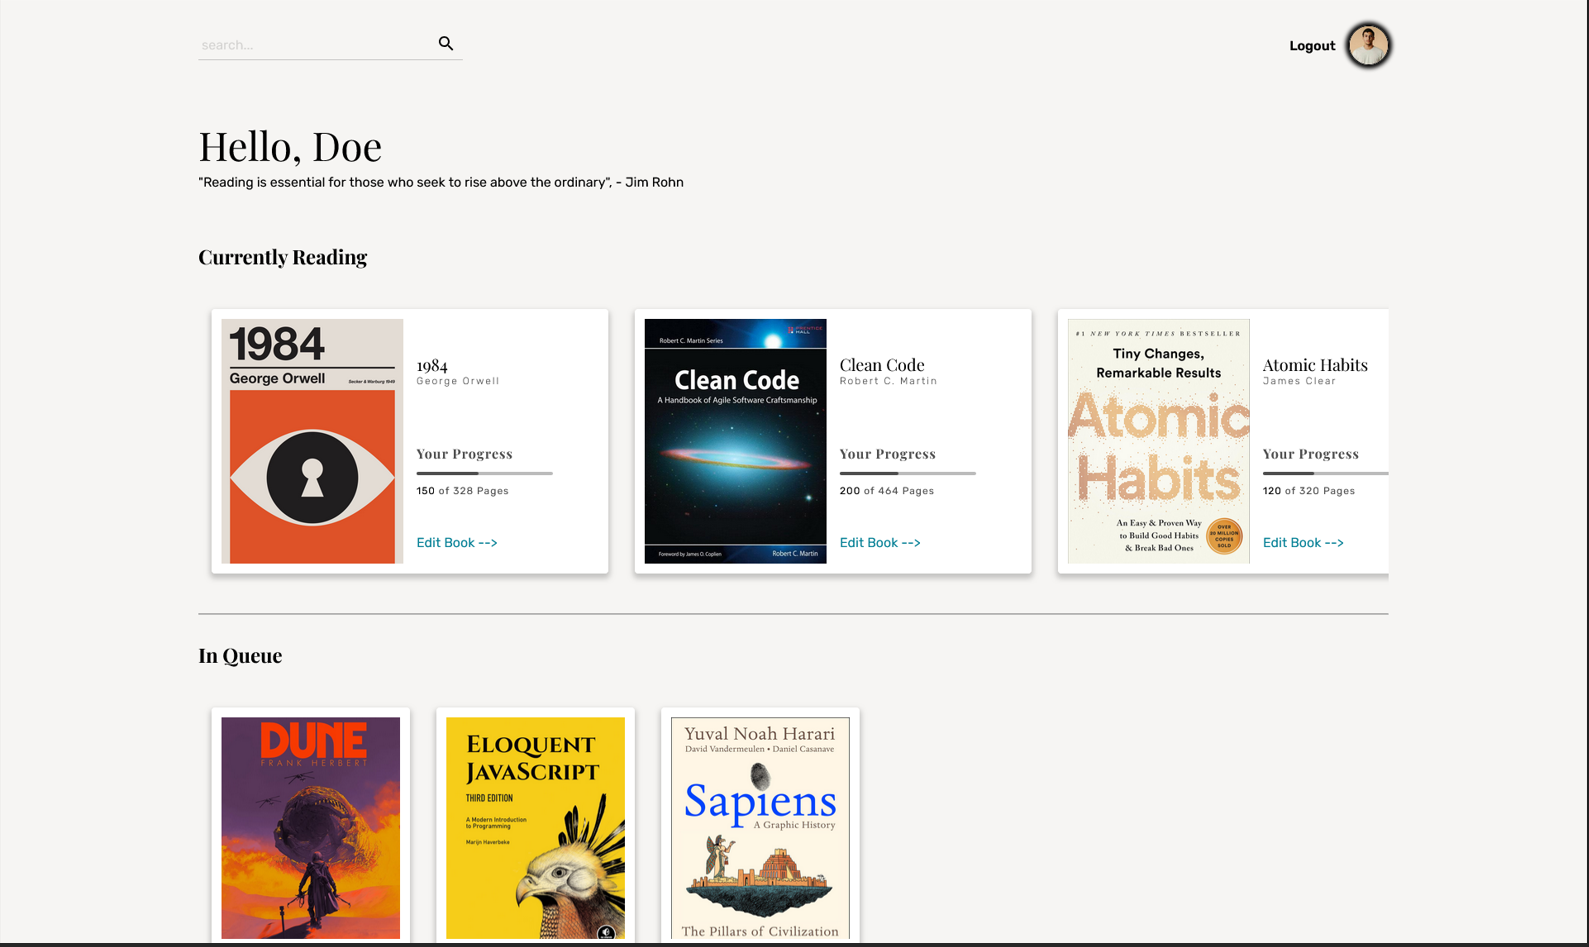 search...
Logout
Hello, Doe
"Reading is essential for those who seek to rise above the ordinary", - Jim Rohn
Currently Reading
1984
George Orwell
Secker & Warburg 1949
1984
George Orwell
Your Progress
150 of 328 Pages
Edit Book -->
PRENTICE
HALL
Robert C. Martin Series
Clean Code
A Handbook of Agile Software Craftsmanship
Foreword by James O. Coplien
Robert C. Martin
Clean Code
Robert C. Martin
Your Progress
200 of 464 Pages
Edit Book -->
#1 NEW YORK TIMES BESTSELLER
Tiny Changes,
Remarkable Results
Atomic
Habits
An Easy & Proven Way
to Build Good Habits
& Break Bad Ones
OVER
COPIES
SOLD
Atomic Habits
James Clear
Your Progress
120 of 320 Pages
Edit Book -->
In Queue
DUNE
FRANK HERBERT
ELOQUENT
JAVASCRIPT
THIRD EDITION
A Modern Introduction
to Programming
Marijn Haverbeke
Yuval Noah Harari
David Vandermeulen • Daniel Casanave
Sapiens
A Graphic History
The Pillars of Civilization